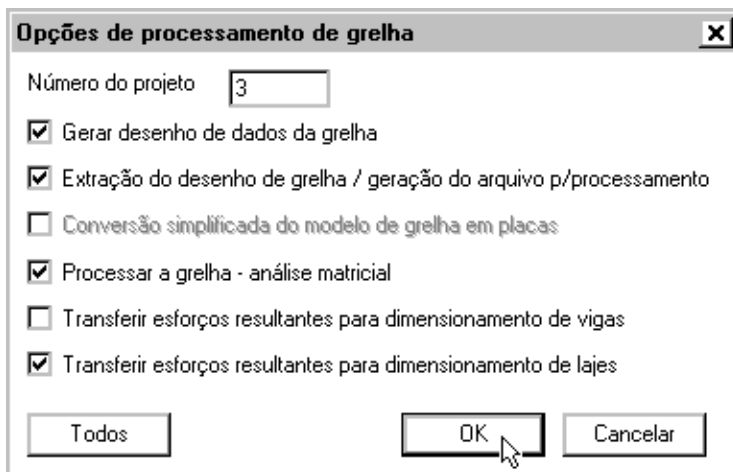 Opções de processamento de grelha
Número do projeto 3
Gerar desenho de dados da grelha
Extração do desenho de grelha / geração do arquivo p/processamento
Conversão simplificada do modelo de grelha em placas
Processar a grelha - análise matricial
Transferir esforços resultantes para dimensionamento de vigas
Transferir esforços resultantes para dimensionamento de lajes
Todos OK Cancelar